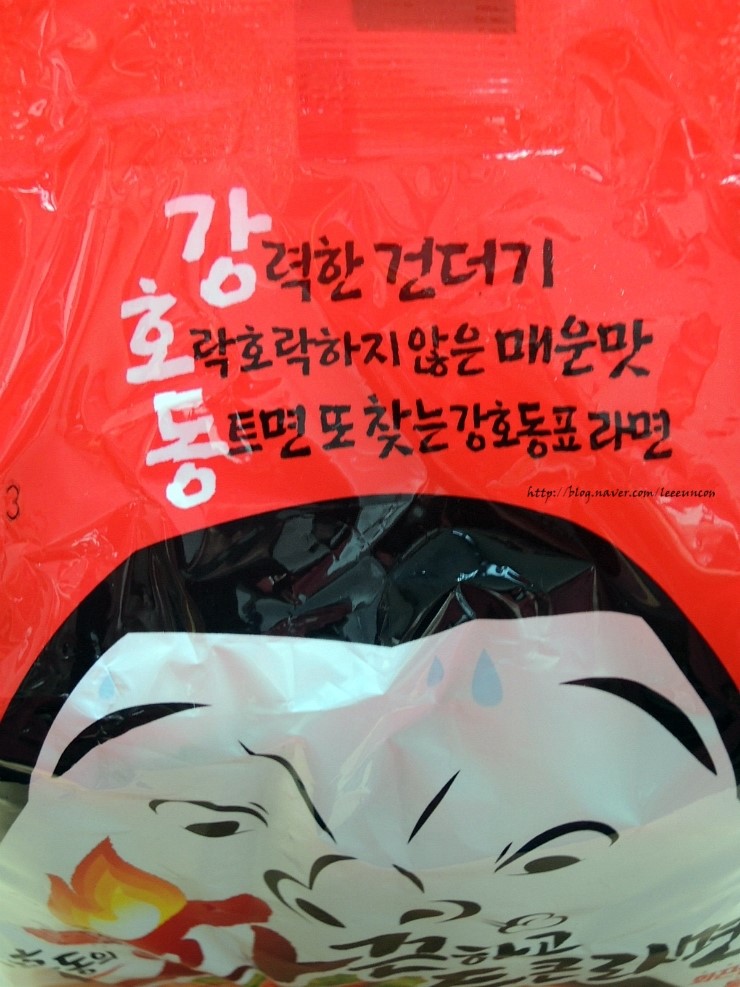 강력한 건더기
호락호락하지 않은 매운맛
동트면 또 찾는 강호동표 라면
http://blog.naver.com/leeeuncon
3